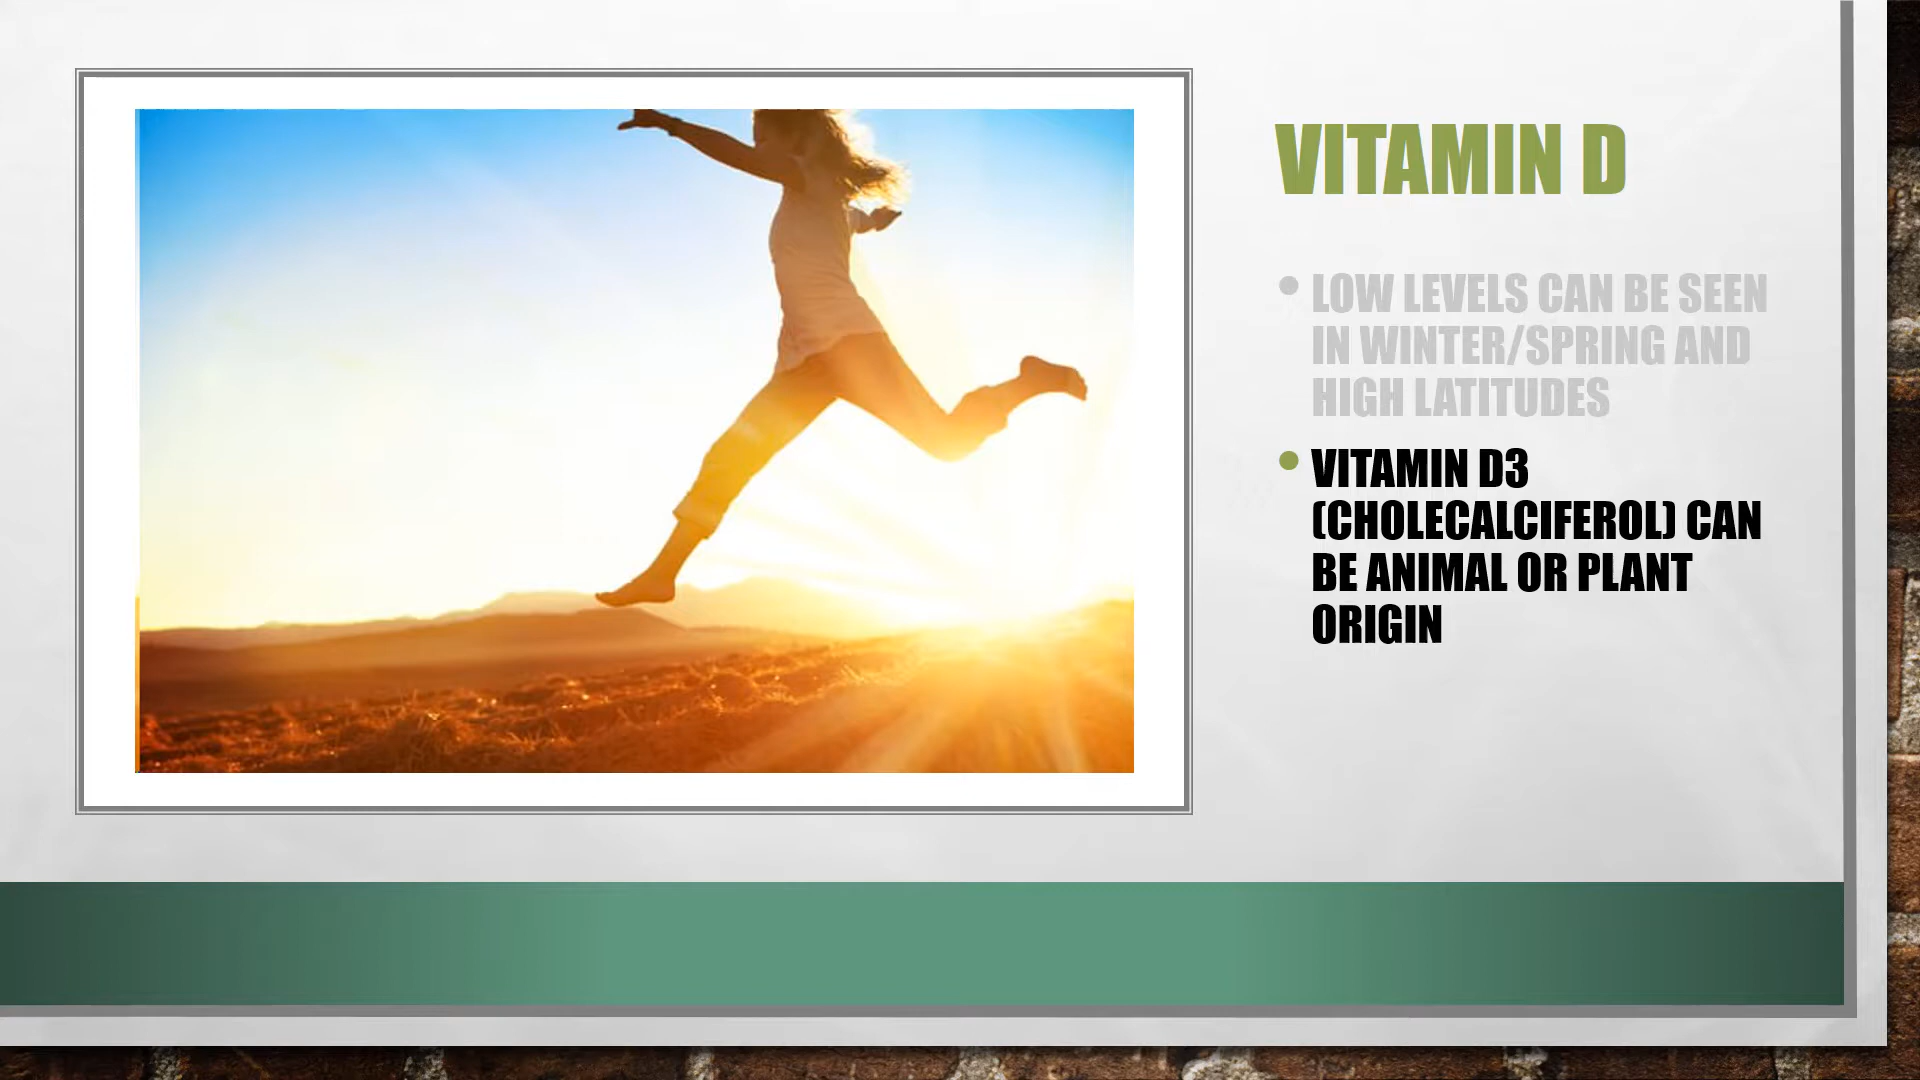 VITAMIN D
• LOW LEVELS CAN BE SEEN
IN WINTER/SPRING AND
HIGH LATITUDES
• VITAMIN D3
(CHOLECALCIFEROL) CAN
BE ANIMAL OR PLANT
ORIGIN